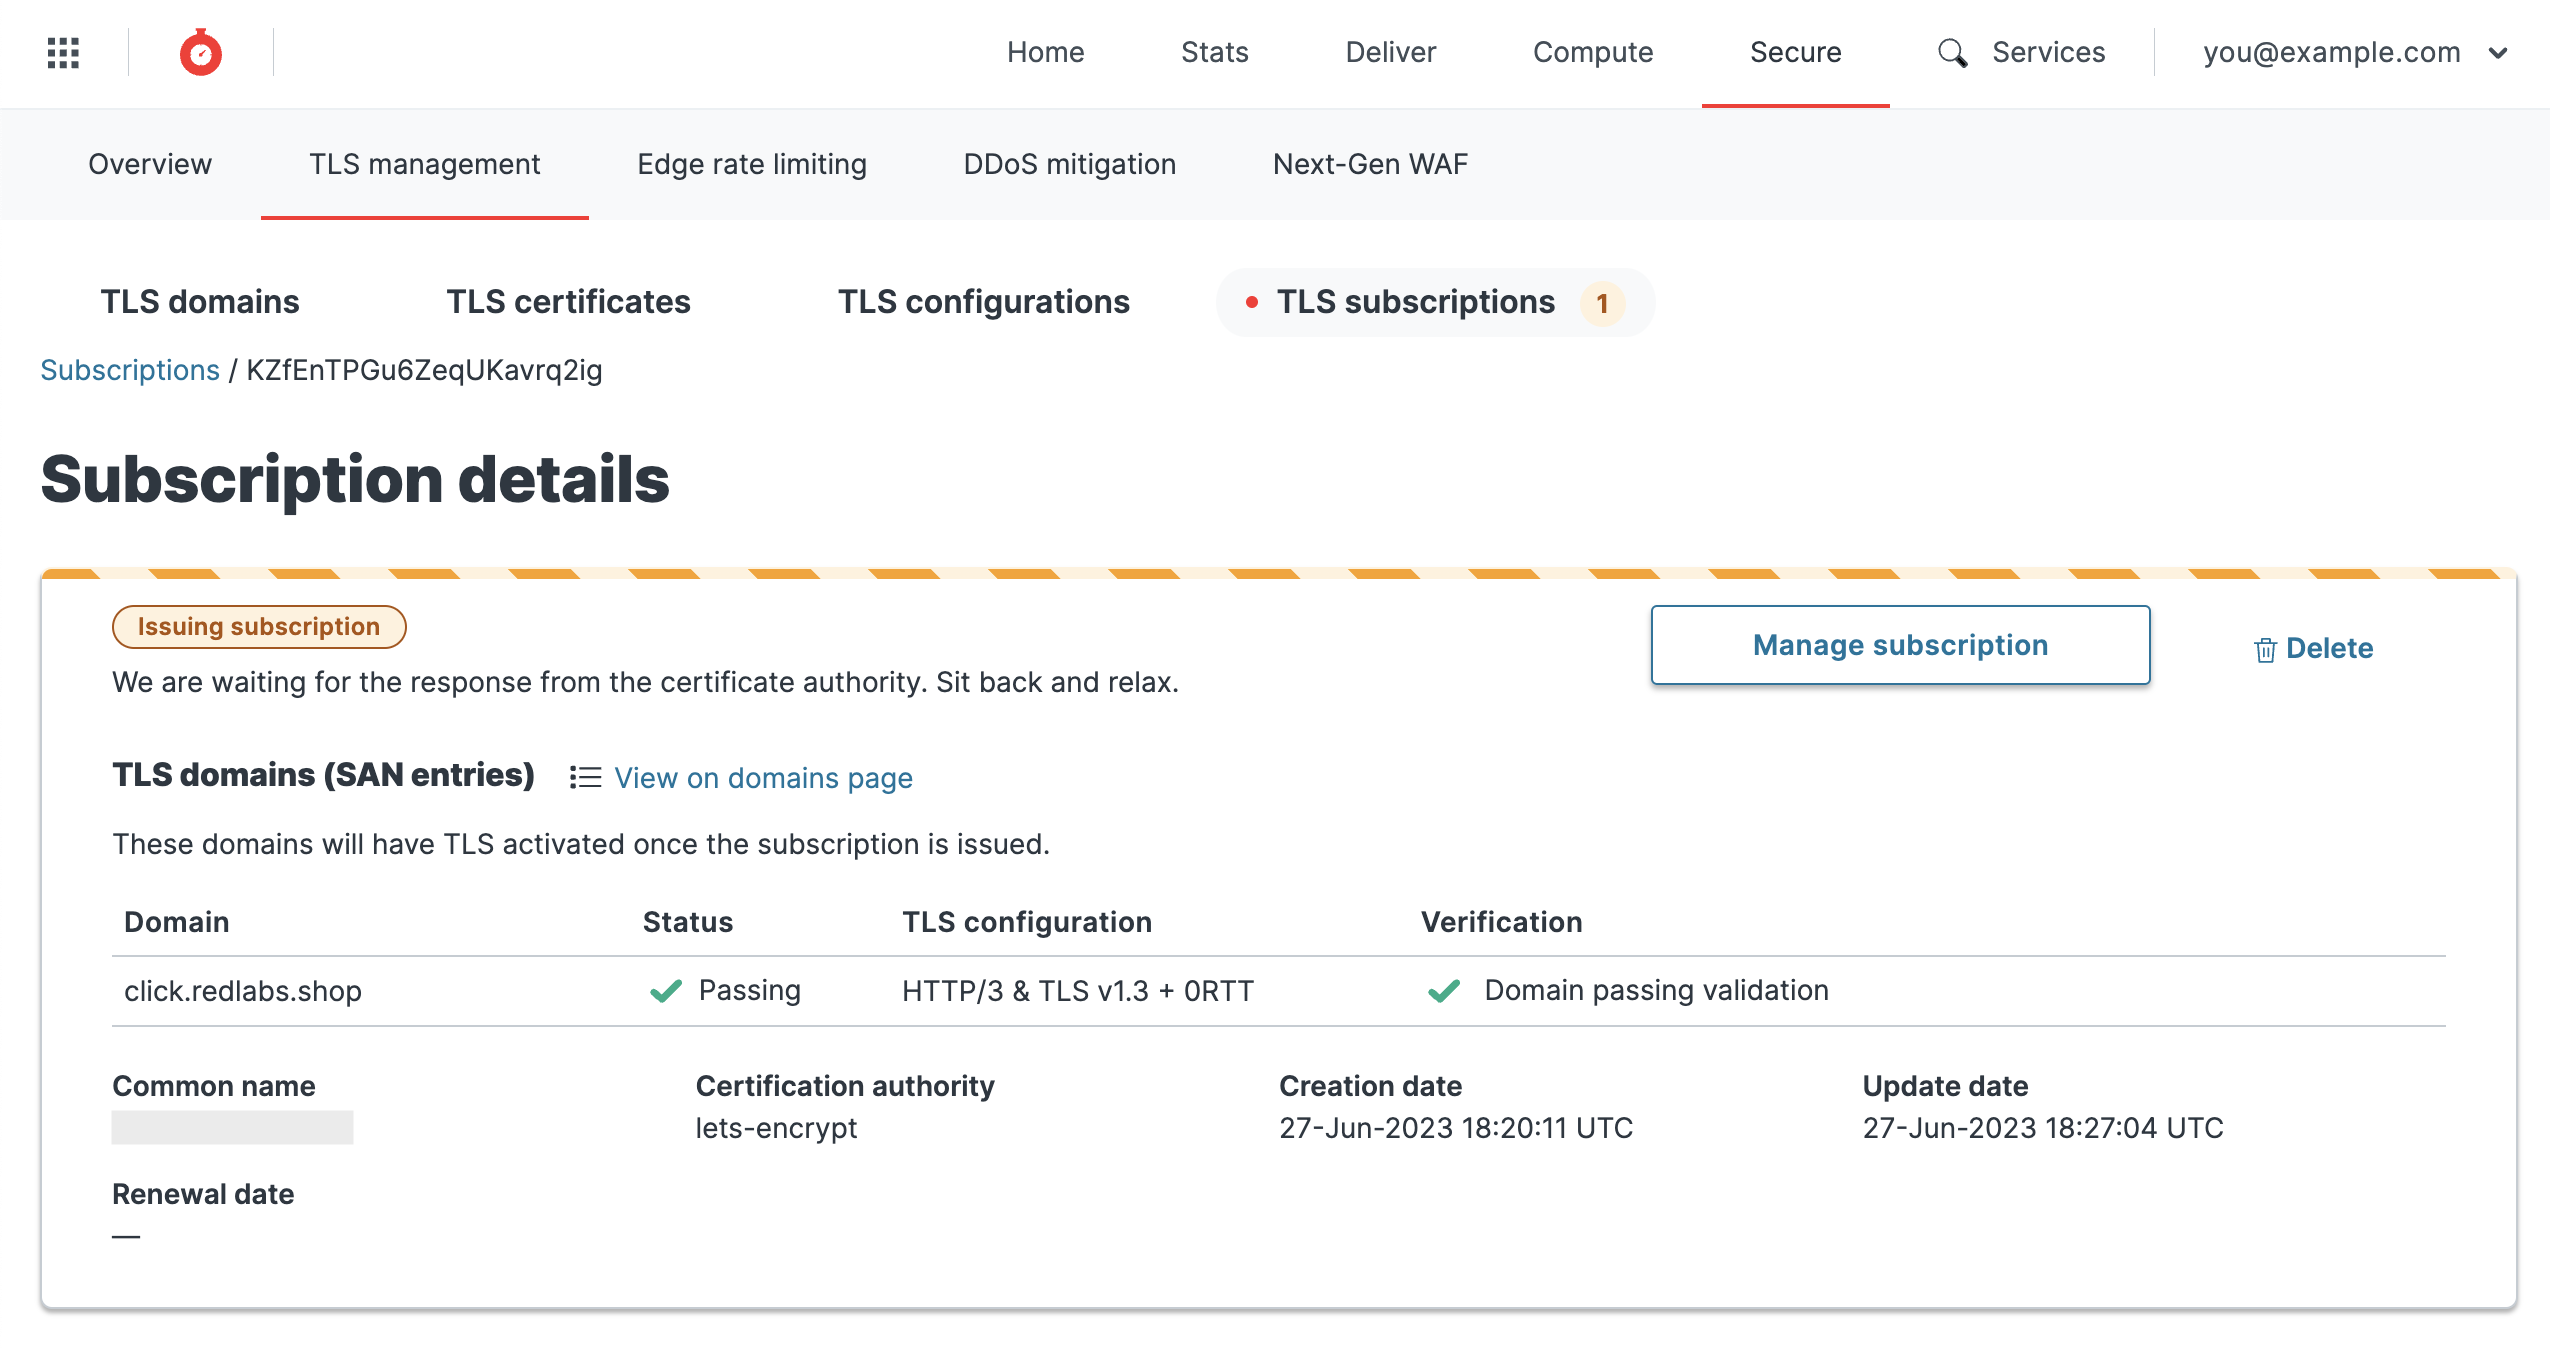 Home Stats Deliver Compute Secure Services you@example.com
Overview TLS management Edge rate limiting DDoS mitigation Next-Gen WAF
TLS domains TLS certificates TLS configurations TLS subscriptions 1
Subscriptions / KZfEnTPGu6ZeqUKavrq2ig
Subscription details
Issuing subscription
Manage subscription
Delete
We are waiting for the response from the certificate authority. Sit back and relax.
TLS domains (SAN entries) View on domains page
These domains will have TLS activated once the subscription is issued.
Domain Status TLS configuration Verification
click.redlabs.shop Passing HTTP/3 & TLS v1.3 + 0RTT Domain passing validation
Common name Certification authority Creation date Update date
lets-encrypt 27-Jun-2023 18:20:11 UTC 27-Jun-2023 18:27:04 UTC
Renewal date
—